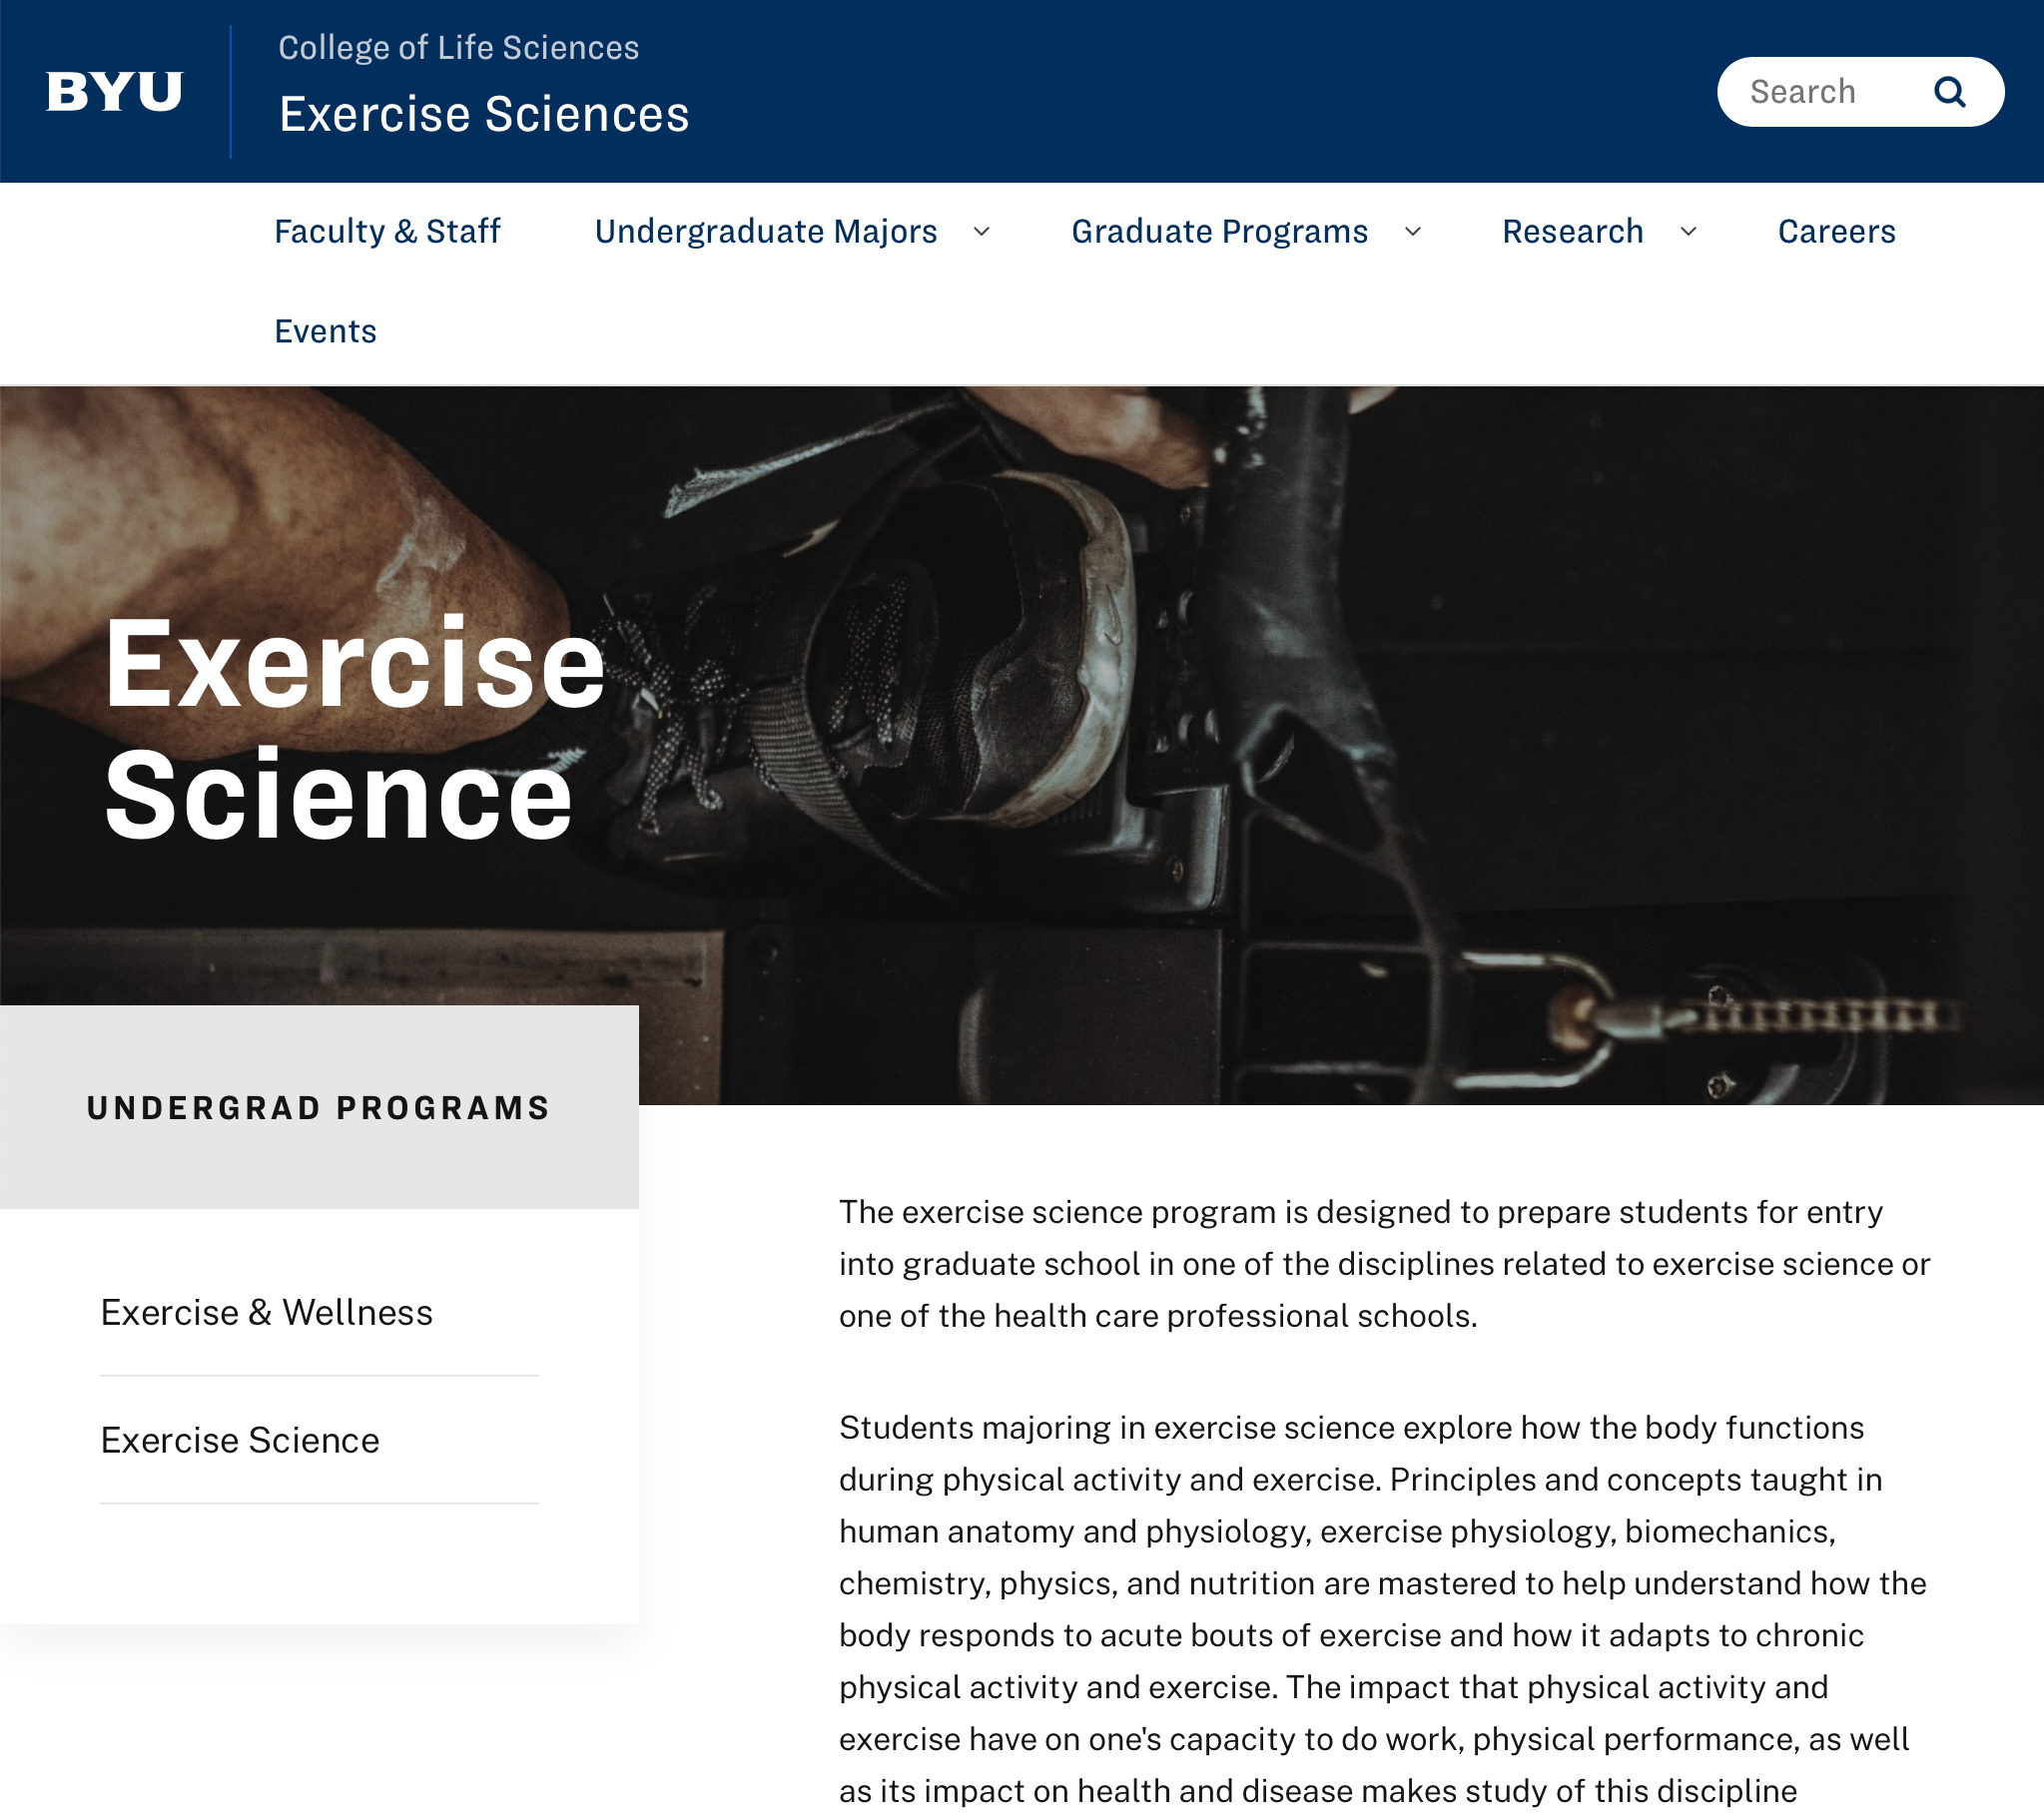 BYU
College of Life Sciences
Exercise Sciences
Search
Faculty & Staff Undergraduate Majors Graduate Programs Research Careers
Events
Exercise
Science
UNDERGRAD PROGRAMS
Exercise & Wellness
Exercise Science
The exercise science program is designed to prepare students for entry
into graduate school in one of the disciplines related to exercise science or
one of the health care professional schools.
Students majoring in exercise science explore how the body functions
during physical activity and exercise. Principles and concepts taught in
human anatomy and physiology, exercise physiology, biomechanics,
chemistry, physics, and nutrition are mastered to help understand how the
body responds to acute bouts of exercise and how it adapts to chronic
physical activity and exercise. The impact that physical activity and
exercise have on one's capacity to do work, physical performance, as well
as its impact on health and disease makes study of this discipline